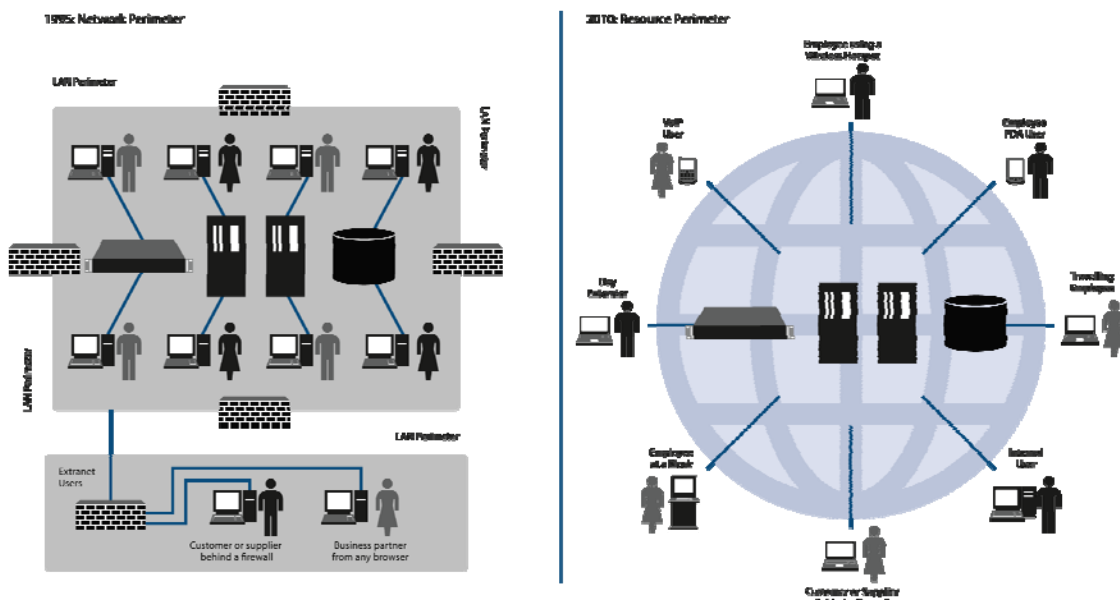 1995: Network Perimeter
LAN Perimeter
LAN Perimeter
LAN Perimeter
LAN Perimeter
Extranet
Users
Customer or supplier
behind a firewall
Business partner
from any browser
2010: Resource Perimeter
Employee using a
Wireless Hotspot
VoIP
User
Employee
PDA User
Day
Extender
Travelling
Employee
Employee
at a Kiosk
Internal
User
Customer or Supplier